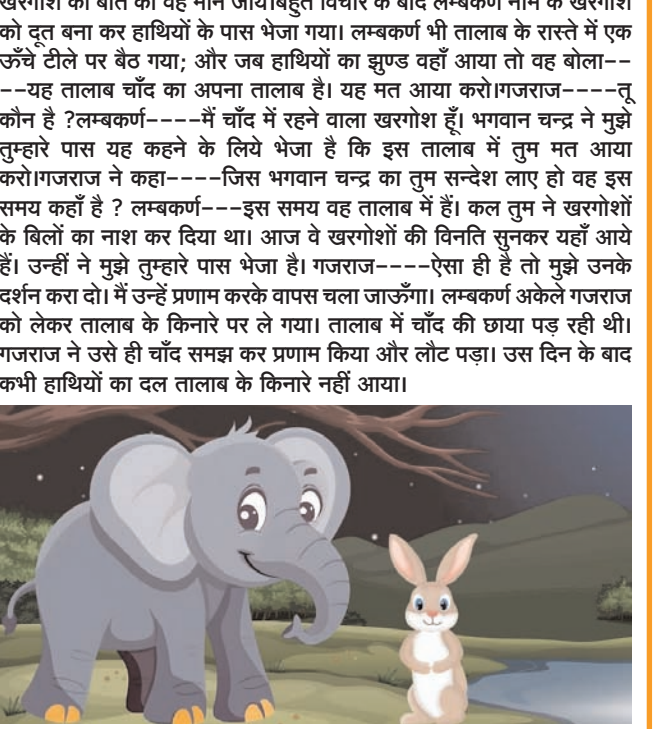 खरगोश की बात को वह मान जाय।बहुत विचार के बाद लम्बकर्ण नाम के खरगोश
को दूत बना कर हाथियों के पास भेजा गया। लम्बकर्ण भी तालाब के रास्ते में एक
ऊँचे टीले पर बैठ गया; और जब हाथियों का झुण्ड वहाँ आया तो वह बोला--
--यह तालाब चाँद का अपना तालाब है। यह मत आया करो।गजराज----तू
कौन है ?लम्बकर्ण----मैं चाँद में रहने वाला खरगोश हूँ। भगवान चन्द्र ने मुझे
तुम्हारे पास यह कहने के लिये भेजा है कि इस तालाब में तुम मत आया
करो।गजराज ने कहा----जिस भगवान चन्द्र का तुम सन्देश लाए हो वह इस
समय कहाँ है ? लम्बकर्ण---इस समय वह तालाब में हैं। कल तुम ने खरगोशों
के बिलों का नाश कर दिया था। आज वे खरगोशों की विनति सुनकर यहाँ आये
हैं। उन्हीं ने मुझे तुम्हारे पास भेजा है। गजराज----ऐसा ही है तो मुझे उनके
दर्शन करा दो। मैं उन्हें प्रणाम करके वापस चला जाऊँगा। लम्बकर्ण अकेले गजराज
को लेकर तालाब के किनारे पर ले गया। तालाब में चाँद की छाया पड़ रही थी।
गजराज ने उसे ही चाँद समझ कर प्रणाम किया और लौट पड़ा। उस दिन के बाद
कभी हाथियों का दल तालाब के किनारे नहीं आया।